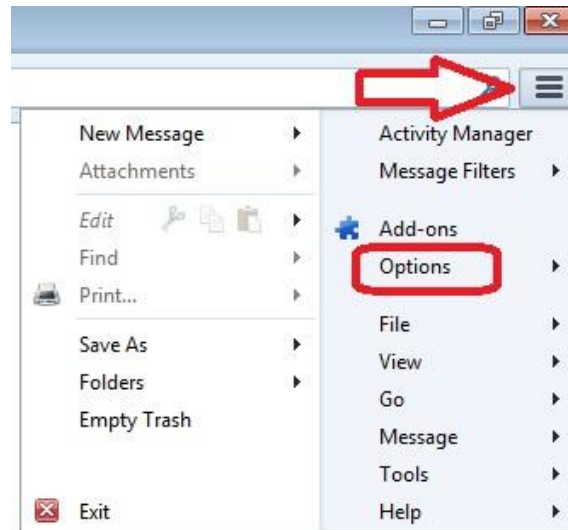 New Message
Attachments
Edit
Find
Print...
Save As
Folders
Empty Trash
Exit
Activity Manager
Message Filters
Add-ons
Options
File
View
Go
Message
Tools
Help